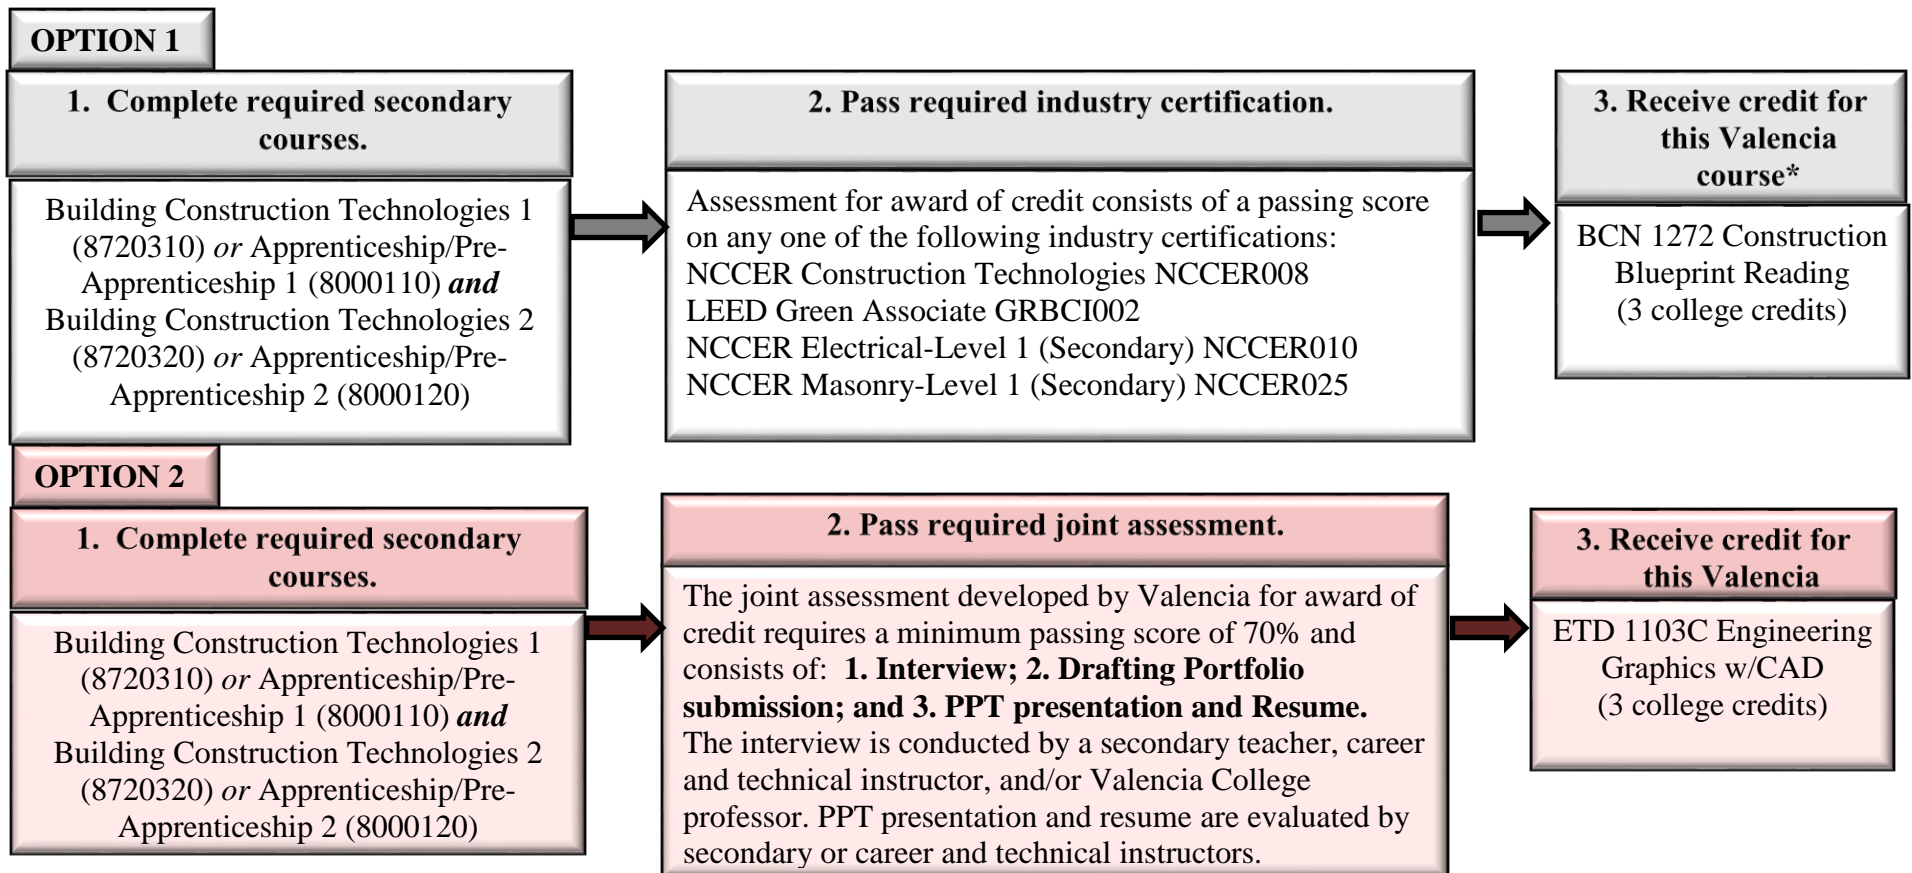 OPTION 1
1. Complete required secondary
courses.
Building Construction Technologies 1
(8720310) or Apprenticeship/Pre-
Apprenticeship 1 (8000110) and
Building Construction Technologies 2
(8720320) or Apprenticeship/Pre-
Apprenticeship 2 (8000120)
2. Pass required industry certification.
Assessment for award of credit consists of a passing score
on any one of the following industry certifications:
NCCER Construction Technologies NCCER008
LEED Green Associate GRBCI002
NCCER Electrical-Level 1 (Secondary) NCCER010
NCCER Masonry-Level 1 (Secondary) NCCER025
3. Receive credit for
this Valencia
course*
BCN 1272 Construction
Blueprint Reading
(3 college credits)
OPTION 2
1. Complete required secondary
courses.
Building Construction Technologies 1
(8720310) or Apprenticeship/Pre-
Apprenticeship 1 (8000110) and
Building Construction Technologies 2
(8720320) or Apprenticeship/Pre-
Apprenticeship 2 (8000120)
2. Pass required joint assessment.
The joint assessment developed by Valencia for award of
credit requires a minimum passing score of 70% and
consists of: 1. Interview; 2. Drafting Portfolio
submission; and 3. PPT presentation and Resume.
The interview is conducted by a secondary teacher, career
and technical instructor, and/or Valencia College
professor. PPT presentation and resume are evaluated by
secondary or career and technical instructors.
3. Receive credit for
this Valencia
ETD 1103C Engineering
Graphics w/CAD
(3 college credits)